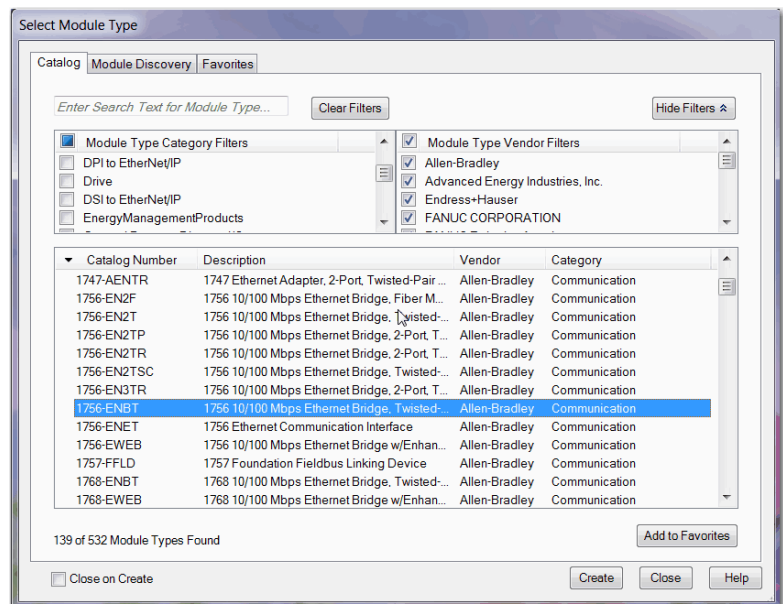 Select Module Type
Catalog Module Discovery Favorites
Enter Search Text for Module Type... Clear Filters Hide Filters
Module Type Category Filters Module Type Vendor Filters
DPI to EtherNet/IP Allen-Bradley
Drive Advanced Energy Industries, Inc.
DSI to EtherNet/IP Endress+Hauser
EnergyManagementProducts FANUC CORPORATION
Catalog Number Description Vendor Category
1747-AENTR 1747 Ethernet Adapter, 2-Port, Twisted-Pair ... Allen-Bradley Communication
1756-EN2F 1756 10/100 Mbps Ethernet Bridge, Fiber M... Allen-Bradley Communication
1756-EN2T 1756 10/100 Mbps Ethernet Bridge, Twisted-... Allen-Bradley Communication
1756-EN2TP 1756 10/100 Mbps Ethernet Bridge, 2-Port, T... Allen-Bradley Communication
1756-EN2TR 1756 10/100 Mbps Ethernet Bridge, 2-Port, T... Allen-Bradley Communication
1756-EN2TSC 1756 10/100 Mbps Ethernet Bridge, Twisted-... Allen-Bradley Communication
1756-EN3TR 1756 10/100 Mbps Ethernet Bridge, 2-Port, T... Allen-Bradley Communication
1756-ENBT 1756 10/100 Mbps Ethernet Bridge, Twisted-... Allen-Bradley Communication
1756-ENET 1756 Ethernet Communication Interface Allen-Bradley Communication
1756-EWEB 1756 10/100 Mbps Ethernet Bridge w/Enhan... Allen-Bradley Communication
1757-FFLD 1757 Foundation Fieldbus Linking Device Allen-Bradley Communication
1768-ENBT 1768 10/100 Mbps Ethernet Bridge, Twisted-... Allen-Bradley Communication
1768-EWEB 1768 10/100 Mbps Ethernet Bridge w/Enhan... Allen-Bradley Communication
139 of 532 Module Types Found Add to Favorites
Close on Create Create Close Help